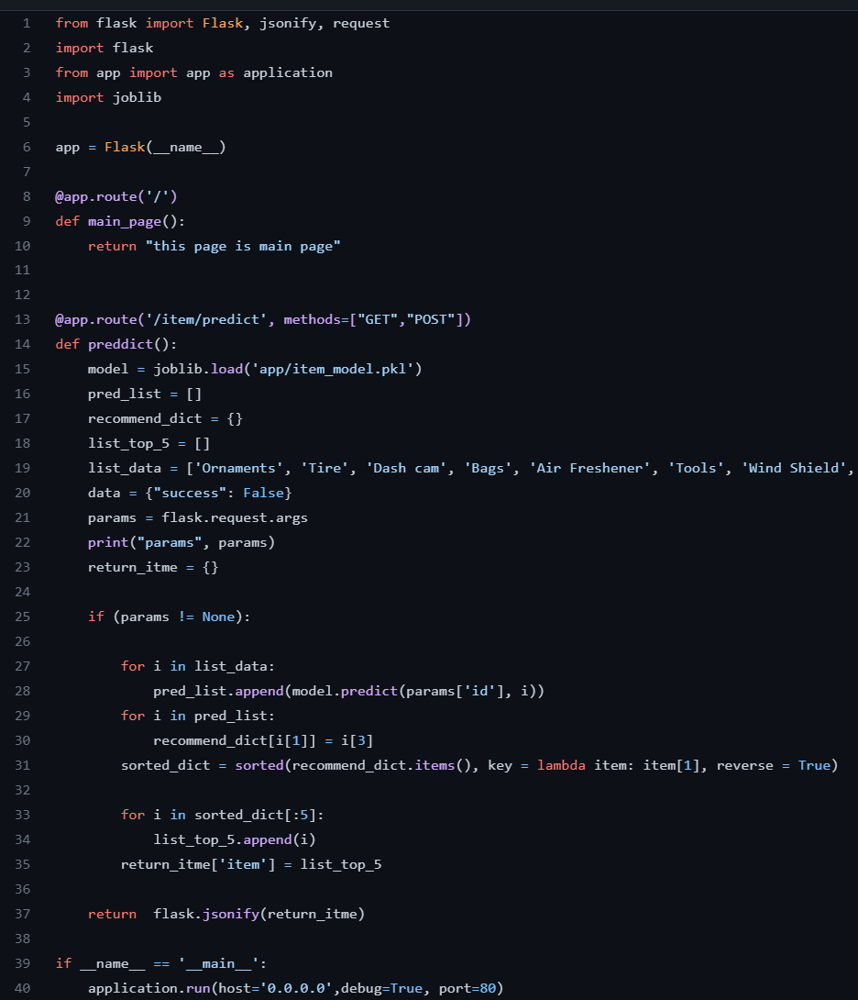 1 from flask import Flask, jsonify, request
2 import flask
3 from app import app as application
4 import joblib
5
6 app = Flask(__name__)
7
8 @app.route('/')
9 def main_page():
10     return "this page is main page"
11
12
13 @app.route('/item/predict', methods=["GET","POST"])
14 def preddict():
15     model = joblib.load('app/item_model.pkl')
16     pred_list = []
17     recommend_dict = {}
18     list_top_5 = []
19     list_data = ['Ornaments', 'Tire', 'Dash cam', 'Bags', 'Air Freshener', 'Tools', 'Wind Shield',
20     data = {"success": False}
21     params = flask.request.args
22     print("params", params)
23     return_itme = {}
24
25     if (params != None):
26
27         for i in list_data:
28             pred_list.append(model.predict(params['id'], i))
29         for i in pred_list:
30             recommend_dict[i[1]] = i[3]
31         sorted_dict = sorted(recommend_dict.items(), key = lambda item: item[1], reverse = True)
32
33         for i in sorted_dict[:5]:
34             list_top_5.append(i)
35         return_itme['item'] = list_top_5
36
37     return  flask.jsonify(return_itme)
38
39 if __name__ == '__main__':
40     application.run(host='0.0.0.0',debug=True, port=80)